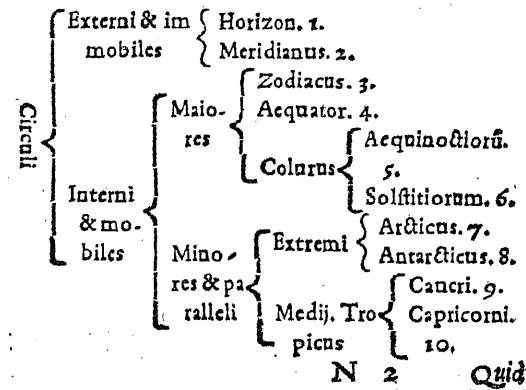 Circuli
Externi & im
mobiles
Horizon. 1.
Meridianus. 2.
Interni
& mo-
biles
Maio-
res
Zodiacus. 3.
Aequator. 4.
Colurus
Aequinoctiorũ.
5.
Solstitiorum. 6.
Mino-
res & pa
ralleli
Extremi
Arcticus. 7.
Antarcticus. 8.
Medij. Tro
picus
Cancri. 9.
Capricorni.
10.
N 2 Quid